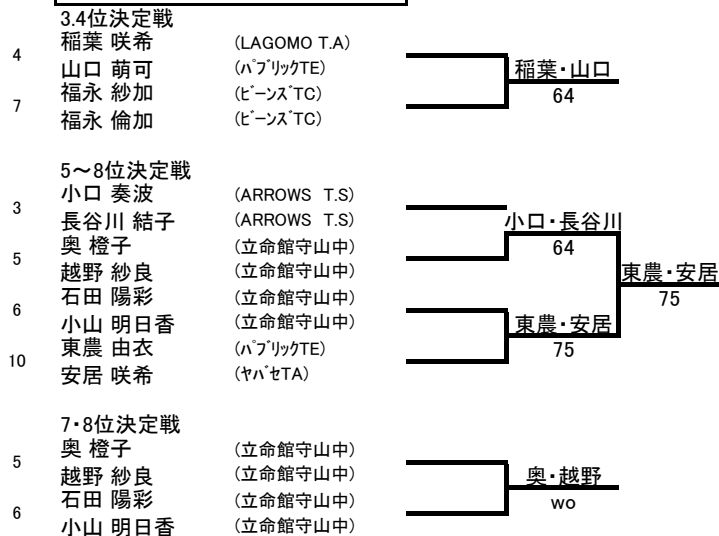 3.4位決定戦
4 稲葉 咲希 (LAGOMO T.A)
山口 萌可 (ﾊﾟﾌﾞﾘｯｸTE)
稲葉・山口
64
7 福永 紗加 (ﾋﾞｰﾝｽﾞTC)
福永 倫加 (ﾋﾞｰﾝｽﾞTC)
5～8位決定戦
3 小口 奏波 (ARROWS T.S)
長谷川 結子 (ARROWS T.S)
小口・長谷川
64
5 奥 橙子 (立命館守山中)
越野 紗良 (立命館守山中)
東農・安居
75
6 石田 陽彩 (立命館守山中)
小山 明日香 (立命館守山中)
東農・安居
75
10 東農 由衣 (ﾊﾟﾌﾞﾘｯｸTE)
安居 咲希 (ﾔﾊﾞｾTA)
7・8位決定戦
5 奥 橙子 (立命館守山中)
越野 紗良 (立命館守山中)
奥・越野
wo
6 石田 陽彩 (立命館守山中)
小山 明日香 (立命館守山中)